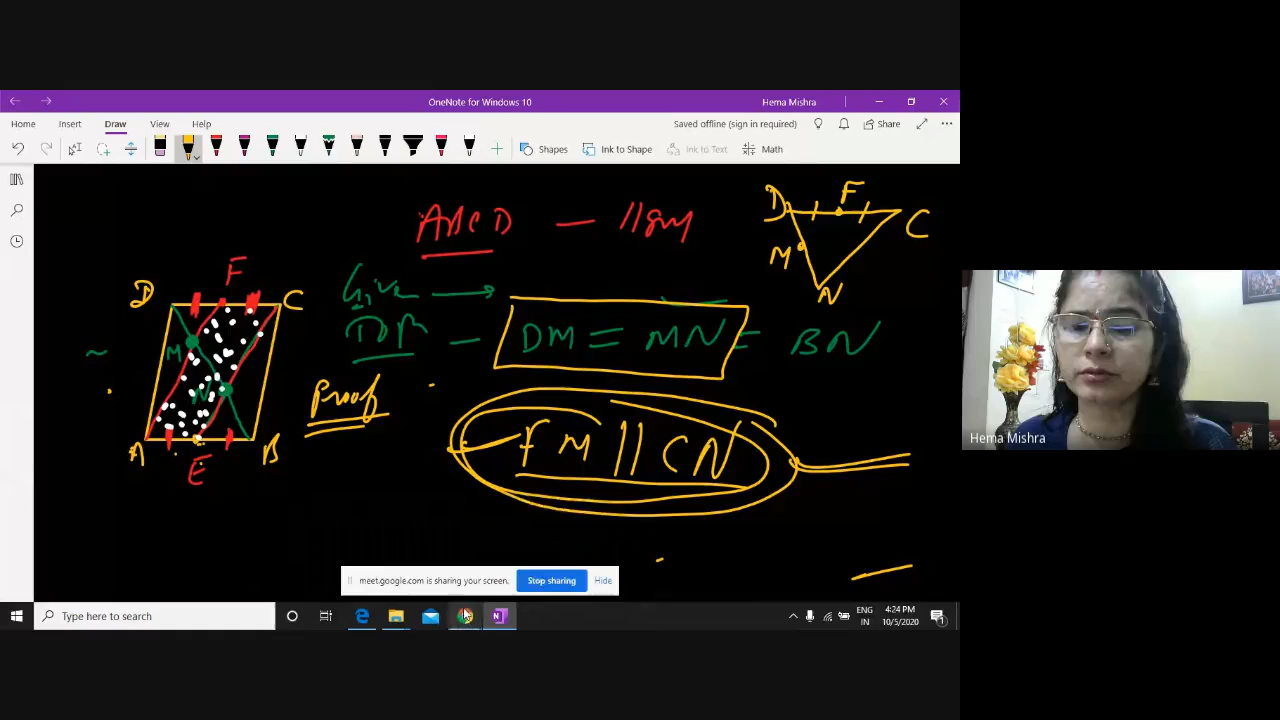 OneNote for Windows 10
Hema Mishra
Home Insert Draw View Help
Saved offline (sign in required)
Share
Shapes
Ink to Shape
Ink to Text
Math
ABCD — ||gm
D F C
M
N
F
D C
M
N
A E B
Given →
TOP — DM = MN = BN
Proof
FM || CN
Hema Mishra
meet.google.com is sharing your screen. Stop sharing Hide
Type here to search
ENG
IN
4:24 PM
10/5/2020
1